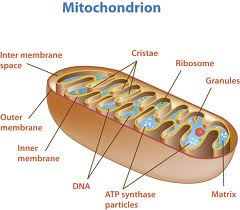 Mitochondrion
Inter membrane
space
Cristae
Ribosome
Granules
Outer
membrane
Inner
membrane
DNA
ATP synthase
particles
Matrix